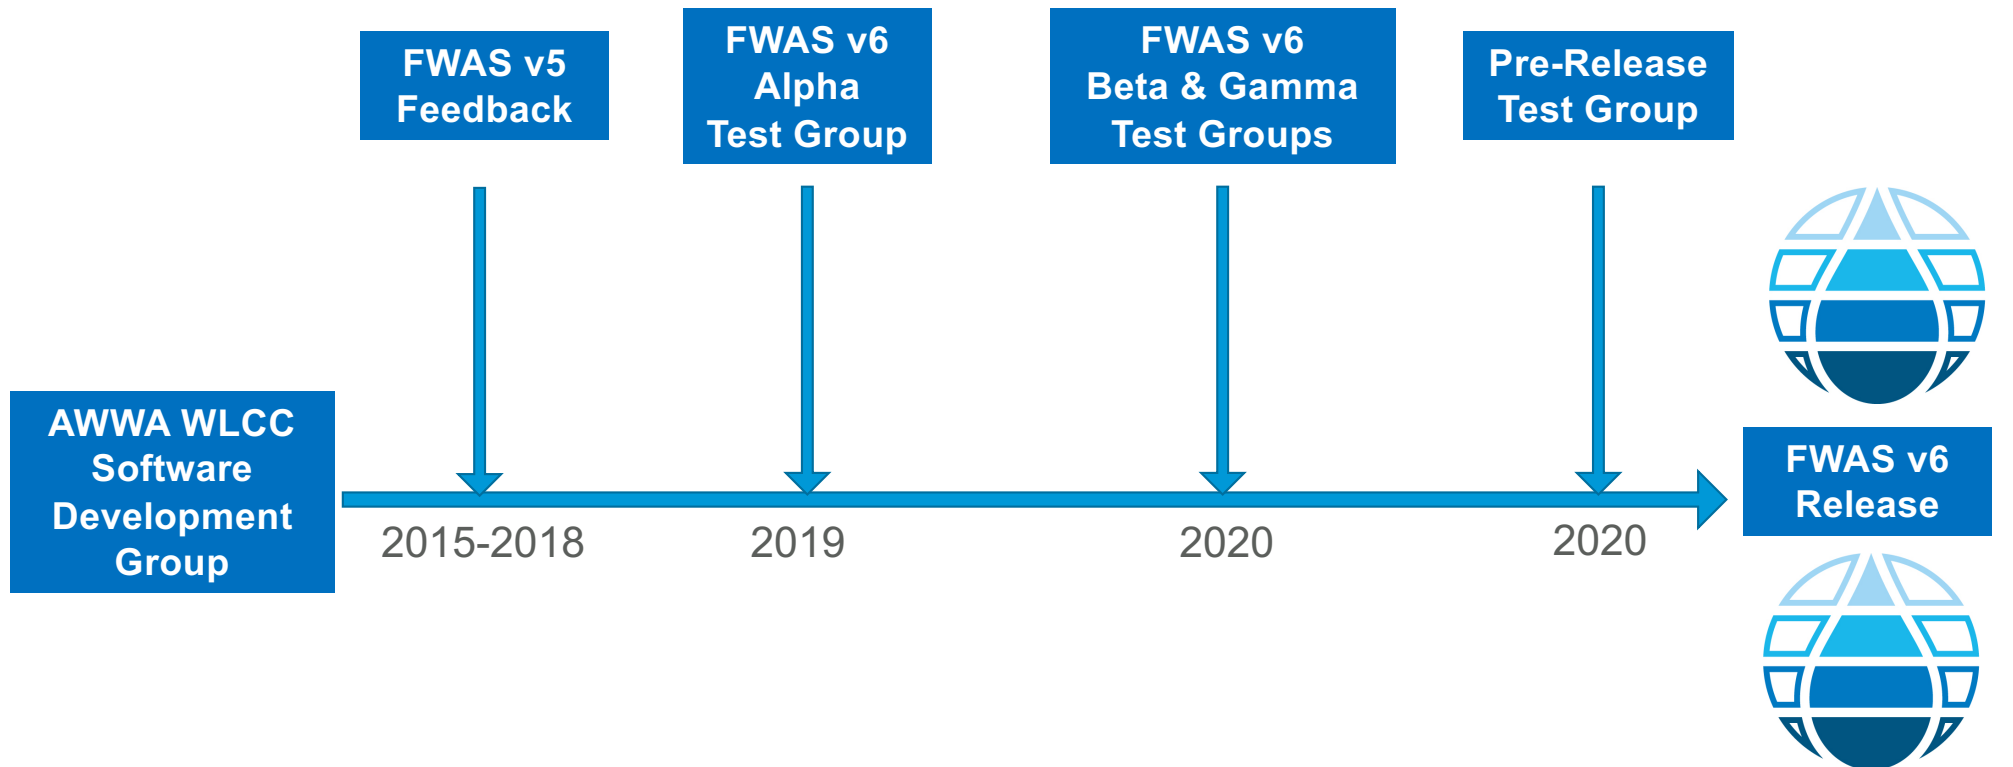 FWAS v5
Feedback
FWAS v6
Alpha
Test Group
FWAS v6
Beta & Gamma
Test Groups
Pre-Release
Test Group
AWWA WLCC
Software
Development
Group
2015-2018
2019
2020
2020
FWAS v6
Release